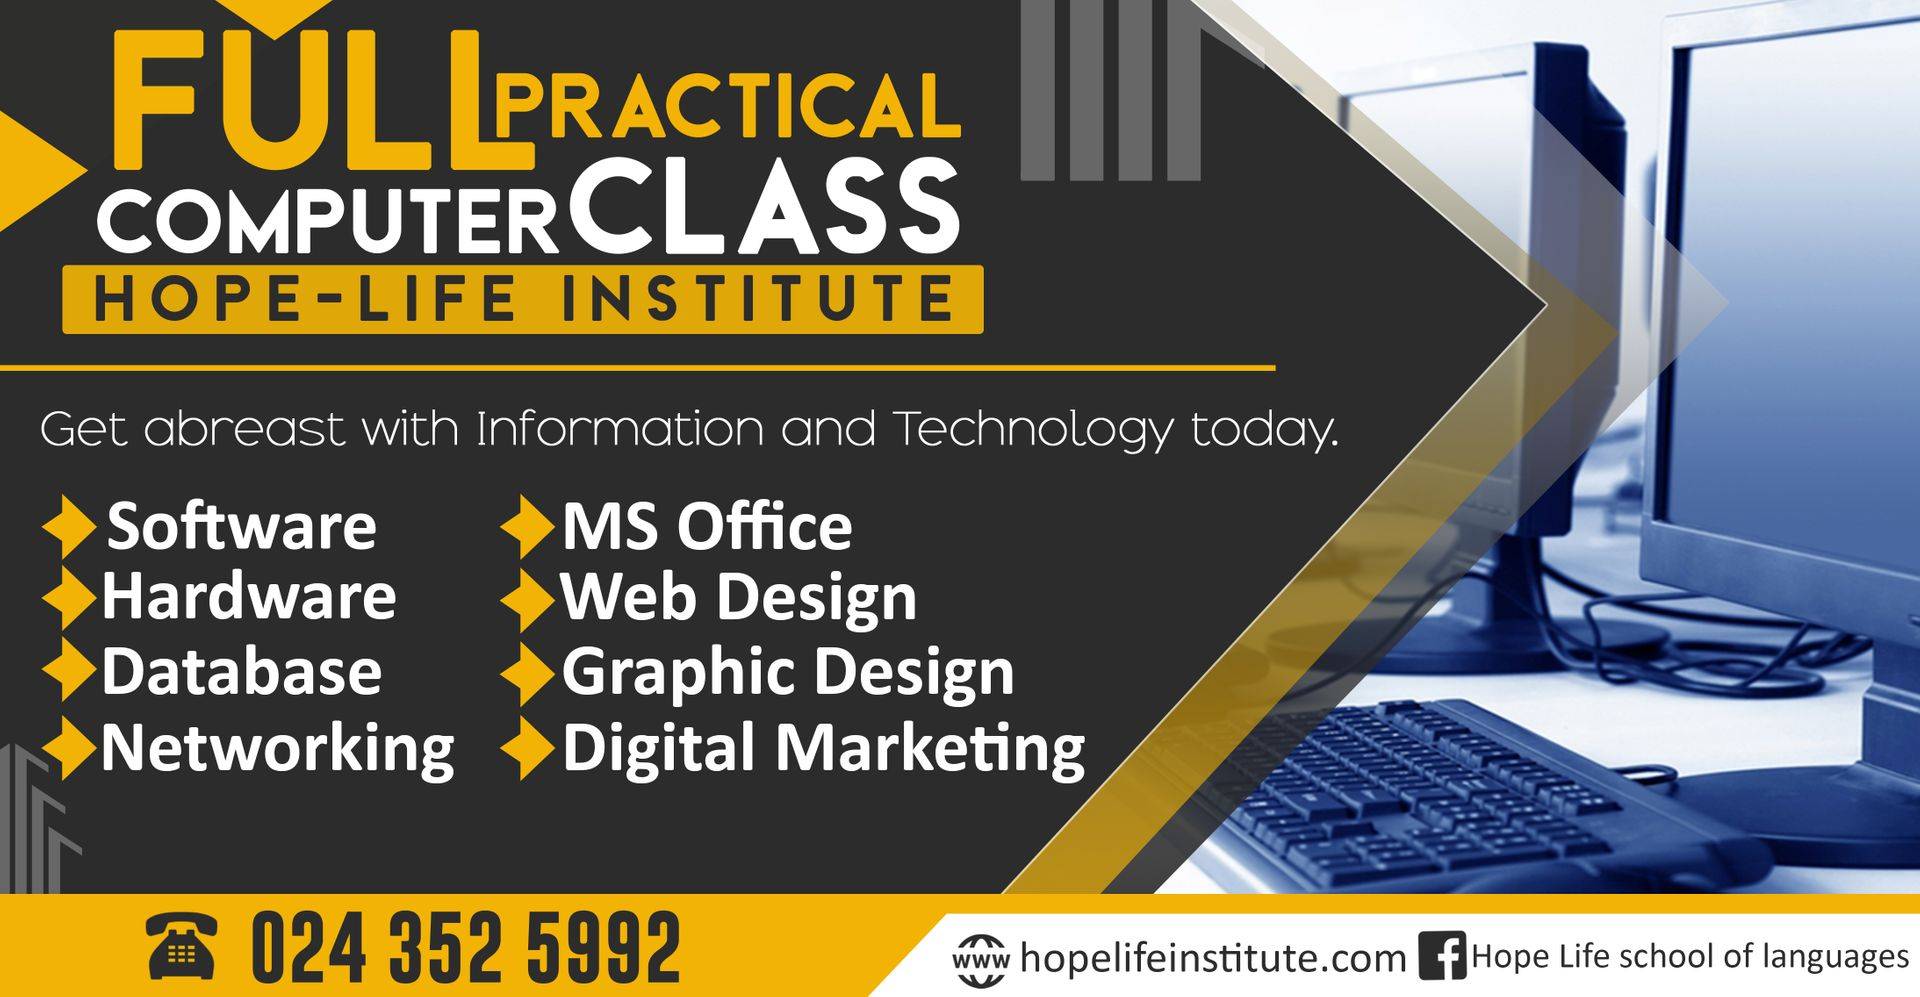 FULL PRACTICAL
COMPUTER CLASS
HOPE-LIFE INSTITUTE
Get abreast with Information and Technology today.
Software
Hardware
Database
Networking
MS Office
Web Design
Graphic Design
Digital Marketing
024 352 5992
www hopelifeinstitute.com f Hope Life school of languages